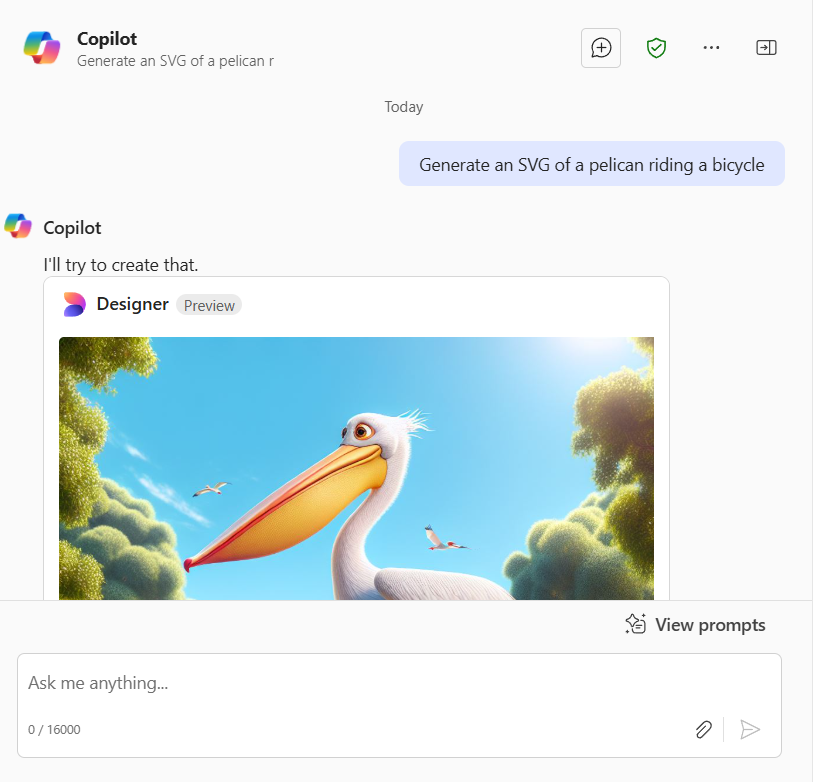 Copilot
Generate an SVG of a pelican r
Today
Generate an SVG of a pelican riding a bicycle
Copilot
I'll try to create that.
Designer Preview
View prompts
Ask me anything...
0 / 16000